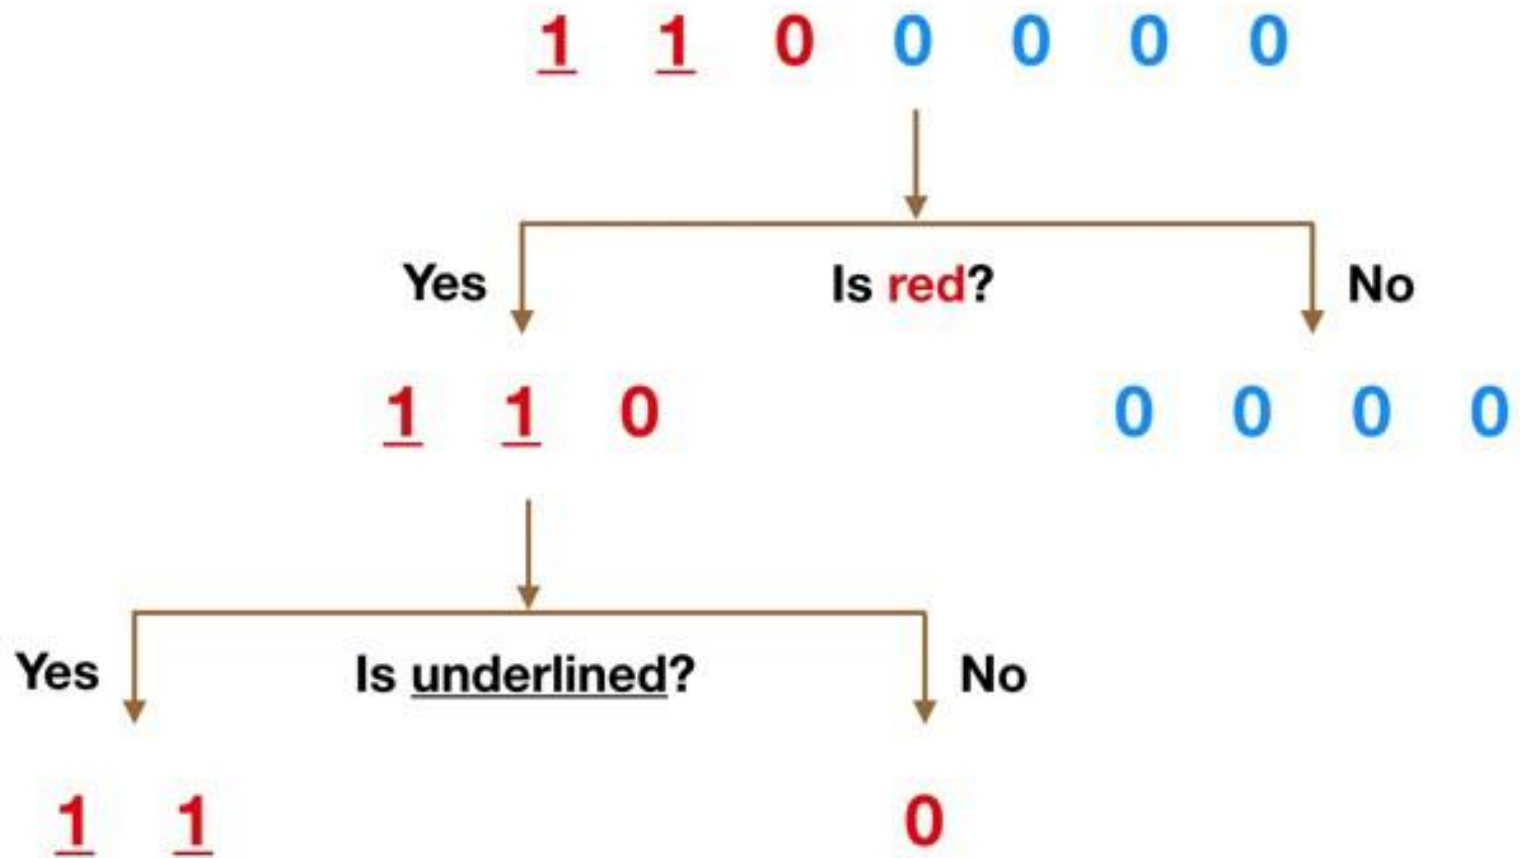 1 1 0 0 0 0 0
Yes Is red? No
1 1 0 0 0 0 0
Yes Is underlined? No
1 1 0